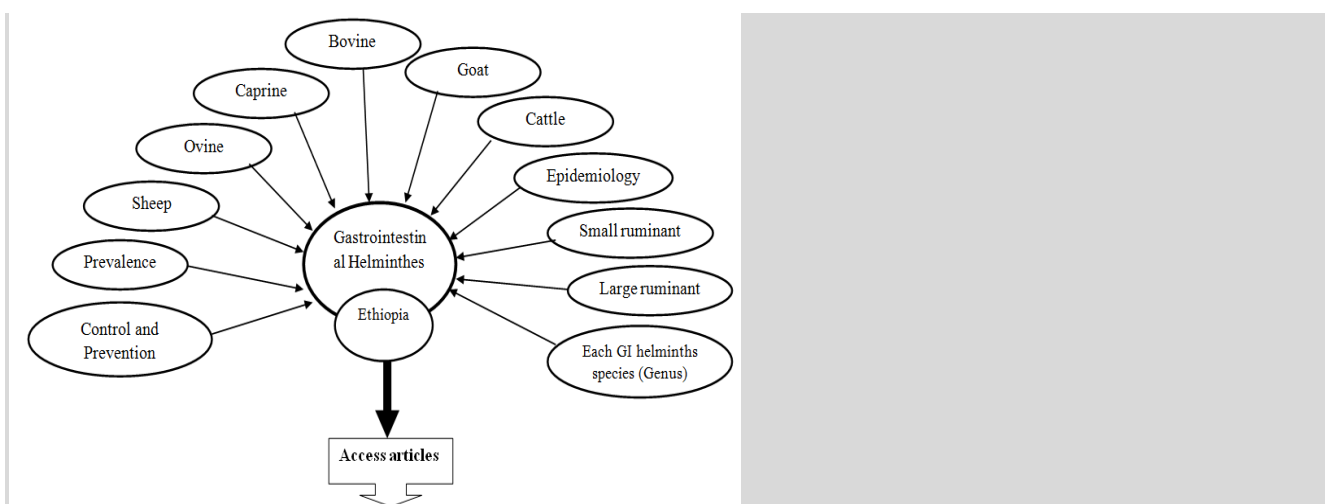 Bovine
Goat
Caprine
Cattle
Ovine
Epidemiology
Sheep
Small ruminant
Gastrointestin
al Helminthes
Prevalence
Large ruminant
Ethiopia
Control and
Prevention
Each GI helminths
species (Genus)
Access articles